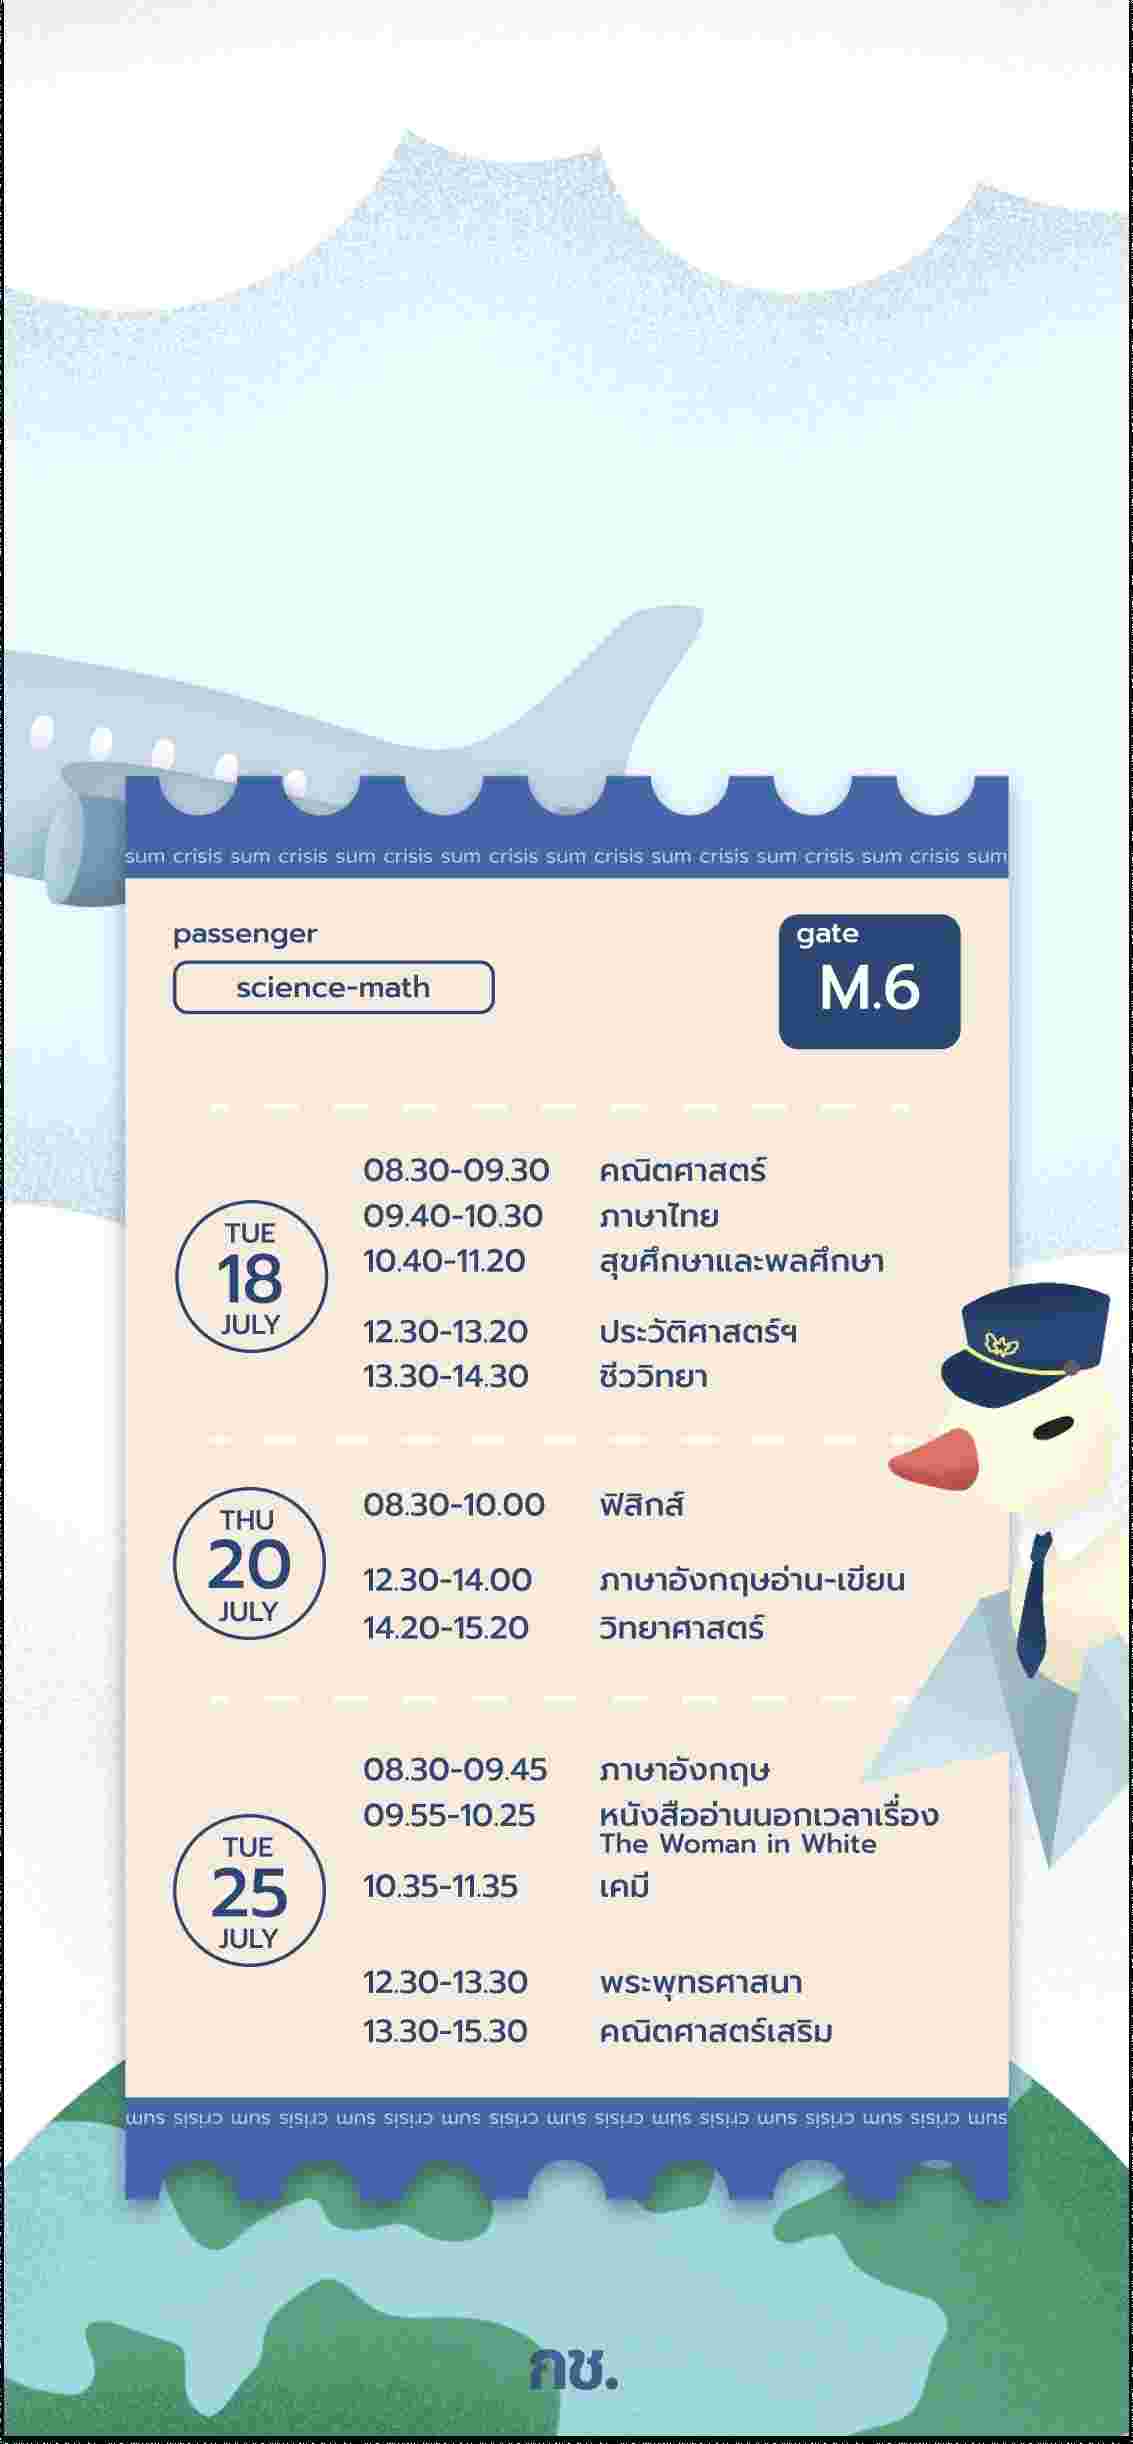 sum crisis sum crisis sum crisis sum crisis sum crisis sum crisis sum crisis sum crisis sum
passenger
science-math
gate
M.6
TUE
18
JULY
08.30-09.30 คณิตศาสตร์
09.40-10.30 ภาษาไทย
10.40-11.20 สุขศึกษาและพลศึกษา
12.30-13.20 ประวัติศาสตร์ฯ
13.30-14.30 ชีววิทยา
THU
20
JULY
08.30-10.00 ฟิสิกส์
12.30-14.00 ภาษาอังกฤษอ่าน-เขียน
14.20-15.20 วิทยาศาสตร์
TUE
25
JULY
08.30-09.45 ภาษาอังกฤษ
09.55-10.25 หนังสืออ่านนอกเวลาเรื่อง
The Woman in White
10.35-11.35 เคมี
12.30-13.30 พระพุทธศาสนา
13.30-15.30 คณิตศาสตร์เสริม
sum crisis sum crisis sum crisis sum crisis sum crisis sum crisis sum crisis sum crisis sum
กช.